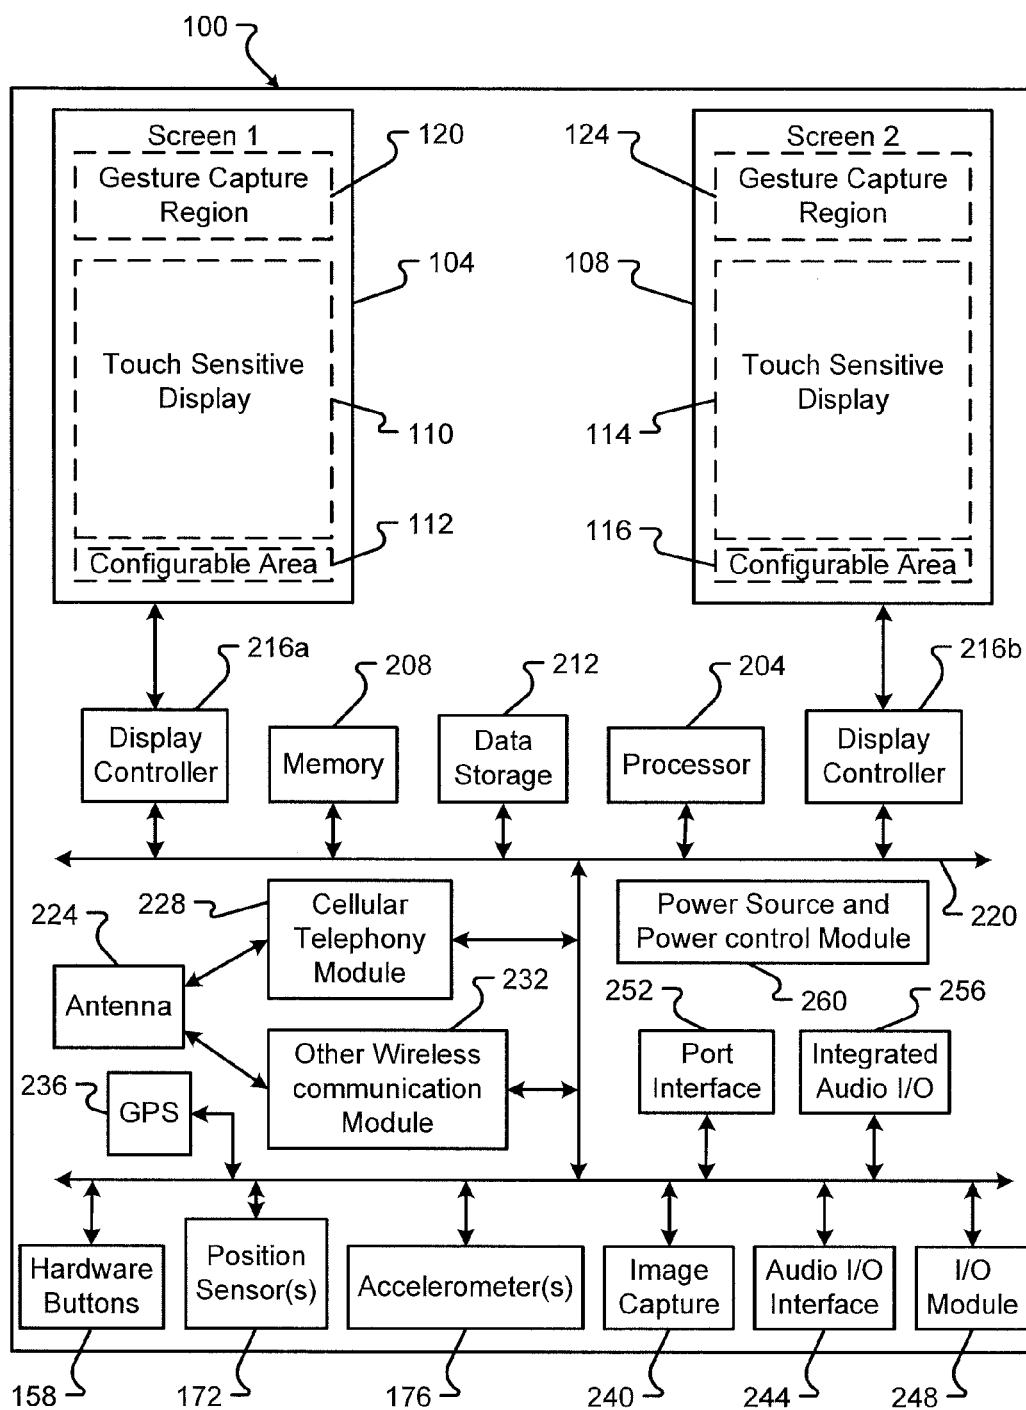 100
Screen 1
Gesture Capture
Region
120
104
Touch Sensitive
Display
110
112
Configurable Area
Screen 2
124
Gesture Capture
Region
108
Touch Sensitive
Display
114
116
Configurable Area
216a
208
212
204
216b
Display
Controller
Memory
Data
Storage
Processor
Display
Controller
220
224
228
Cellular
Telephony
Module
Power Source and
Power control Module
260
Antenna
232
252
256
Other Wireless
communication
Module
Port
Interface
Integrated
Audio I/O
236
GPS
Hardware
Buttons
Position
Sensor(s)
Accelerometer(s)
Image
Capture
Audio I/O
Interface
I/O
Module
158
172
176
240
244
248